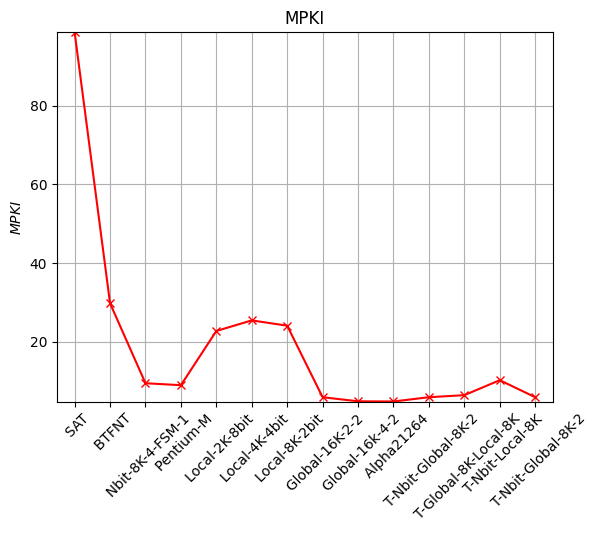 MPKI
MPKI
80
60
40
20
SAT
BTFNT
Nbit-8K-4-FSM-1
Pentium-M
Local-2K-8bit
Local-4K-4bit
Local-8K-2bit
Global-16K-2-2
Global-16K-4-2
Alpha21264
T-Nbit-Global-8K-2
T-Global-8K-Local-8K
T-Nbit-Local-8K
T-Nbit-Global-8K-2